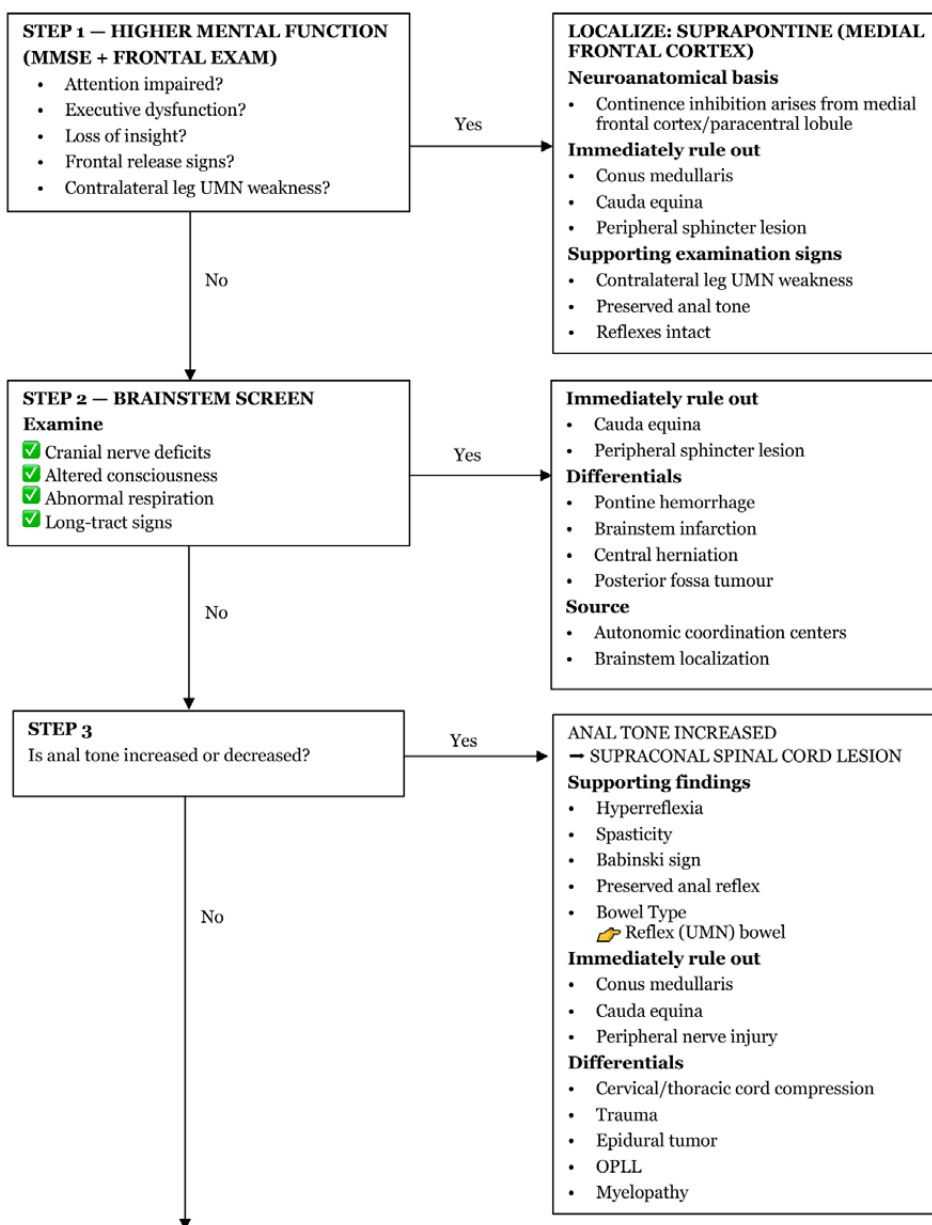 STEP 1 — HIGHER MENTAL FUNCTION
(MMSE + FRONTAL EXAM)
• Attention impaired?
• Executive dysfunction?
• Loss of insight?
• Frontal release signs?
• Contralateral leg UMN weakness?
Yes
LOCALIZE: SUPRAPONTINE (MEDIAL
FRONTAL CORTEX)
Neuroanatomical basis
• Continence inhibition arises from medial
frontal cortex/paracentral lobule
Immediately rule out
• Conus medullaris
• Cauda equina
• Peripheral sphincter lesion
Supporting examination signs
• Contralateral leg UMN weakness
• Preserved anal tone
• Reflexes intact
No
STEP 2 — BRAINSTEM SCREEN
Examine
✅ Cranial nerve deficits
✅ Altered consciousness
✅ Abnormal respiration
✅ Long-tract signs
Yes
Immediately rule out
• Cauda equina
• Peripheral sphincter lesion
Differentials
• Pontine hemorrhage
• Brainstem infarction
• Central herniation
• Posterior fossa tumour
Source
• Autonomic coordination centers
• Brainstem localization
No
STEP 3
Is anal tone increased or decreased?
Yes
ANAL TONE INCREASED
→ SUPRACONAL SPINAL CORD LESION
Supporting findings
• Hyperreflexia
• Spasticity
• Babinski sign
• Preserved anal reflex
• Bowel Type
👉 Reflex (UMN) bowel
Immediately rule out
• Conus medullaris
• Cauda equina
• Peripheral nerve injury
Differentials
• Cervical/thoracic cord compression
• Trauma
• Epidural tumor
• OPLL
• Myelopathy
No